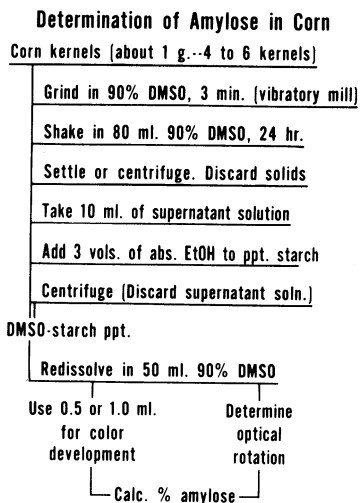 Determination of Amylose in Corn
Corn kernels (about 1 g.--4 to 6 kernels)
Grind in 90% DMSO, 3 min. (vibratory mill)
Shake in 80 ml. 90% DMSO, 24 hr.
Settle or centrifuge. Discard solids
Take 10 ml. of supernatant solution
Add 3 vols. of abs. EtOH to ppt. starch
Centrifuge (Discard supernatant soln.)
DMSO-starch ppt.
Redissolve in 50 ml. 90% DMSO
Use 0.5 or 1.0 ml.
for color
development
Determine
optical
rotation
Calc. % amylose